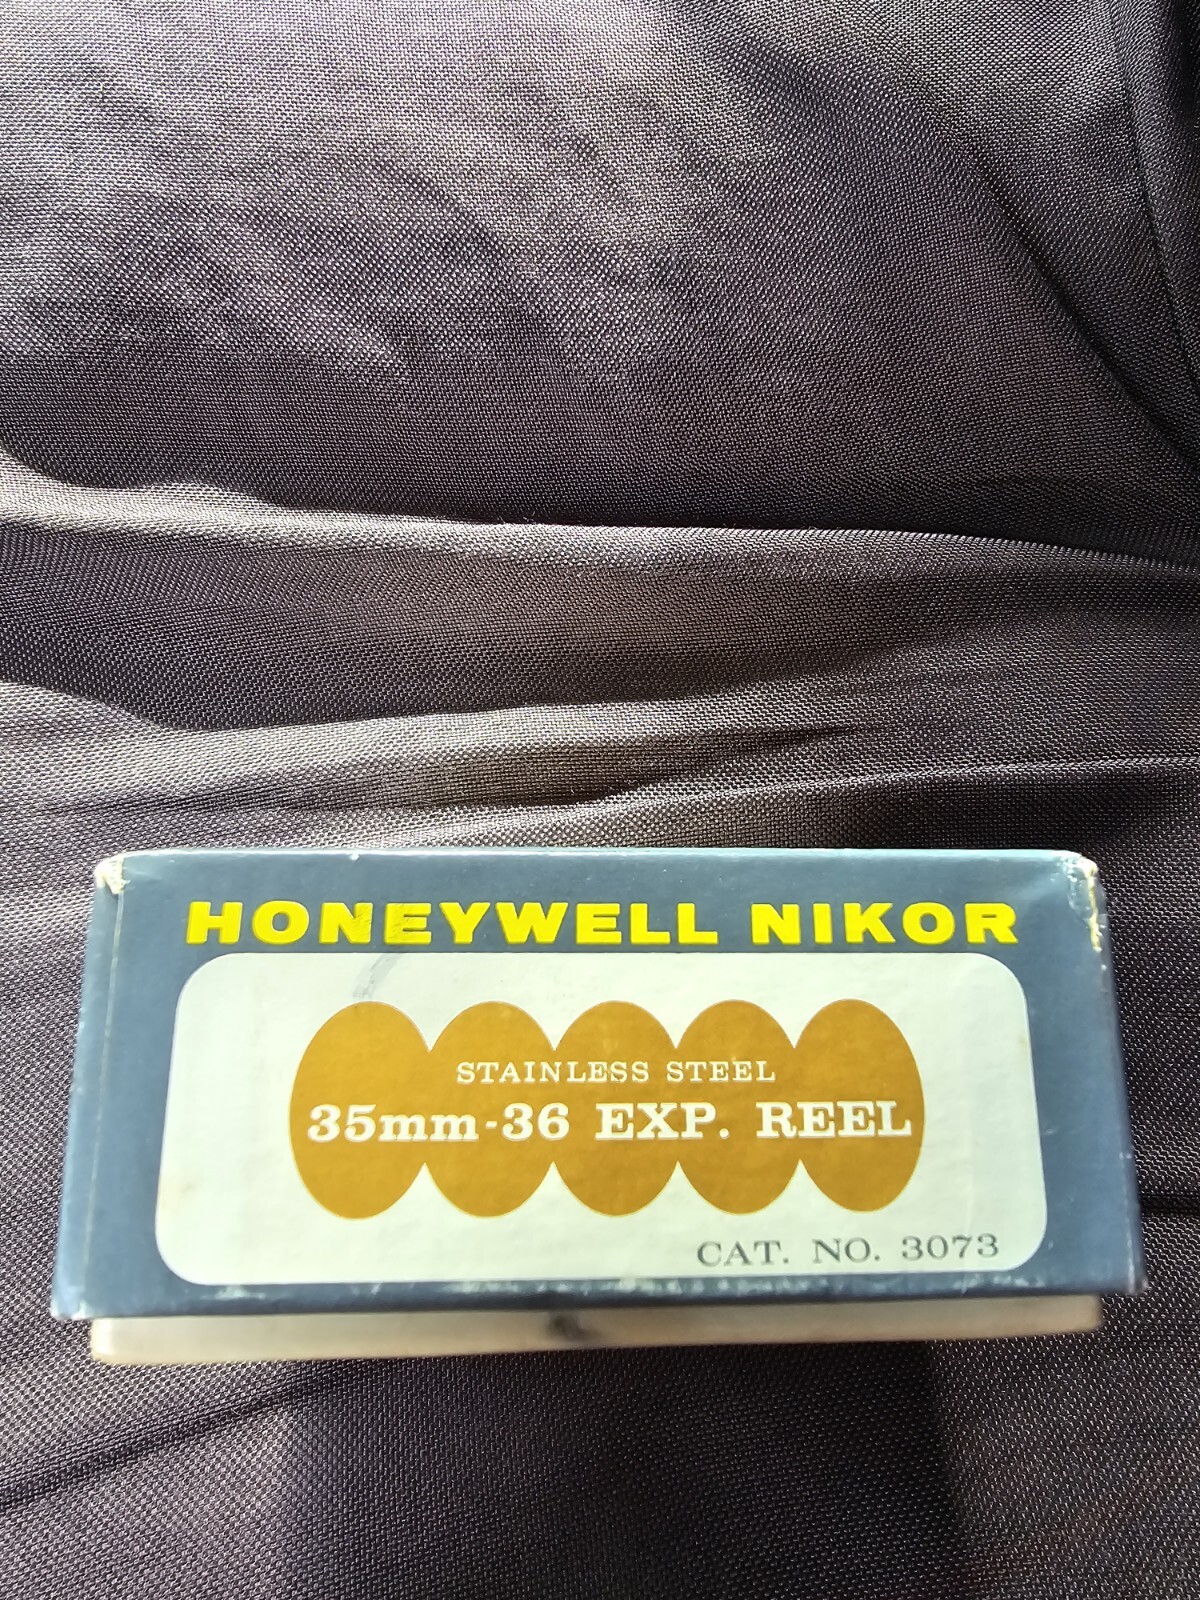 HONEYWELL NIKOR
STAINLESS STEEL
35mm-36 EXP. REEL
CAT. NO. 3073